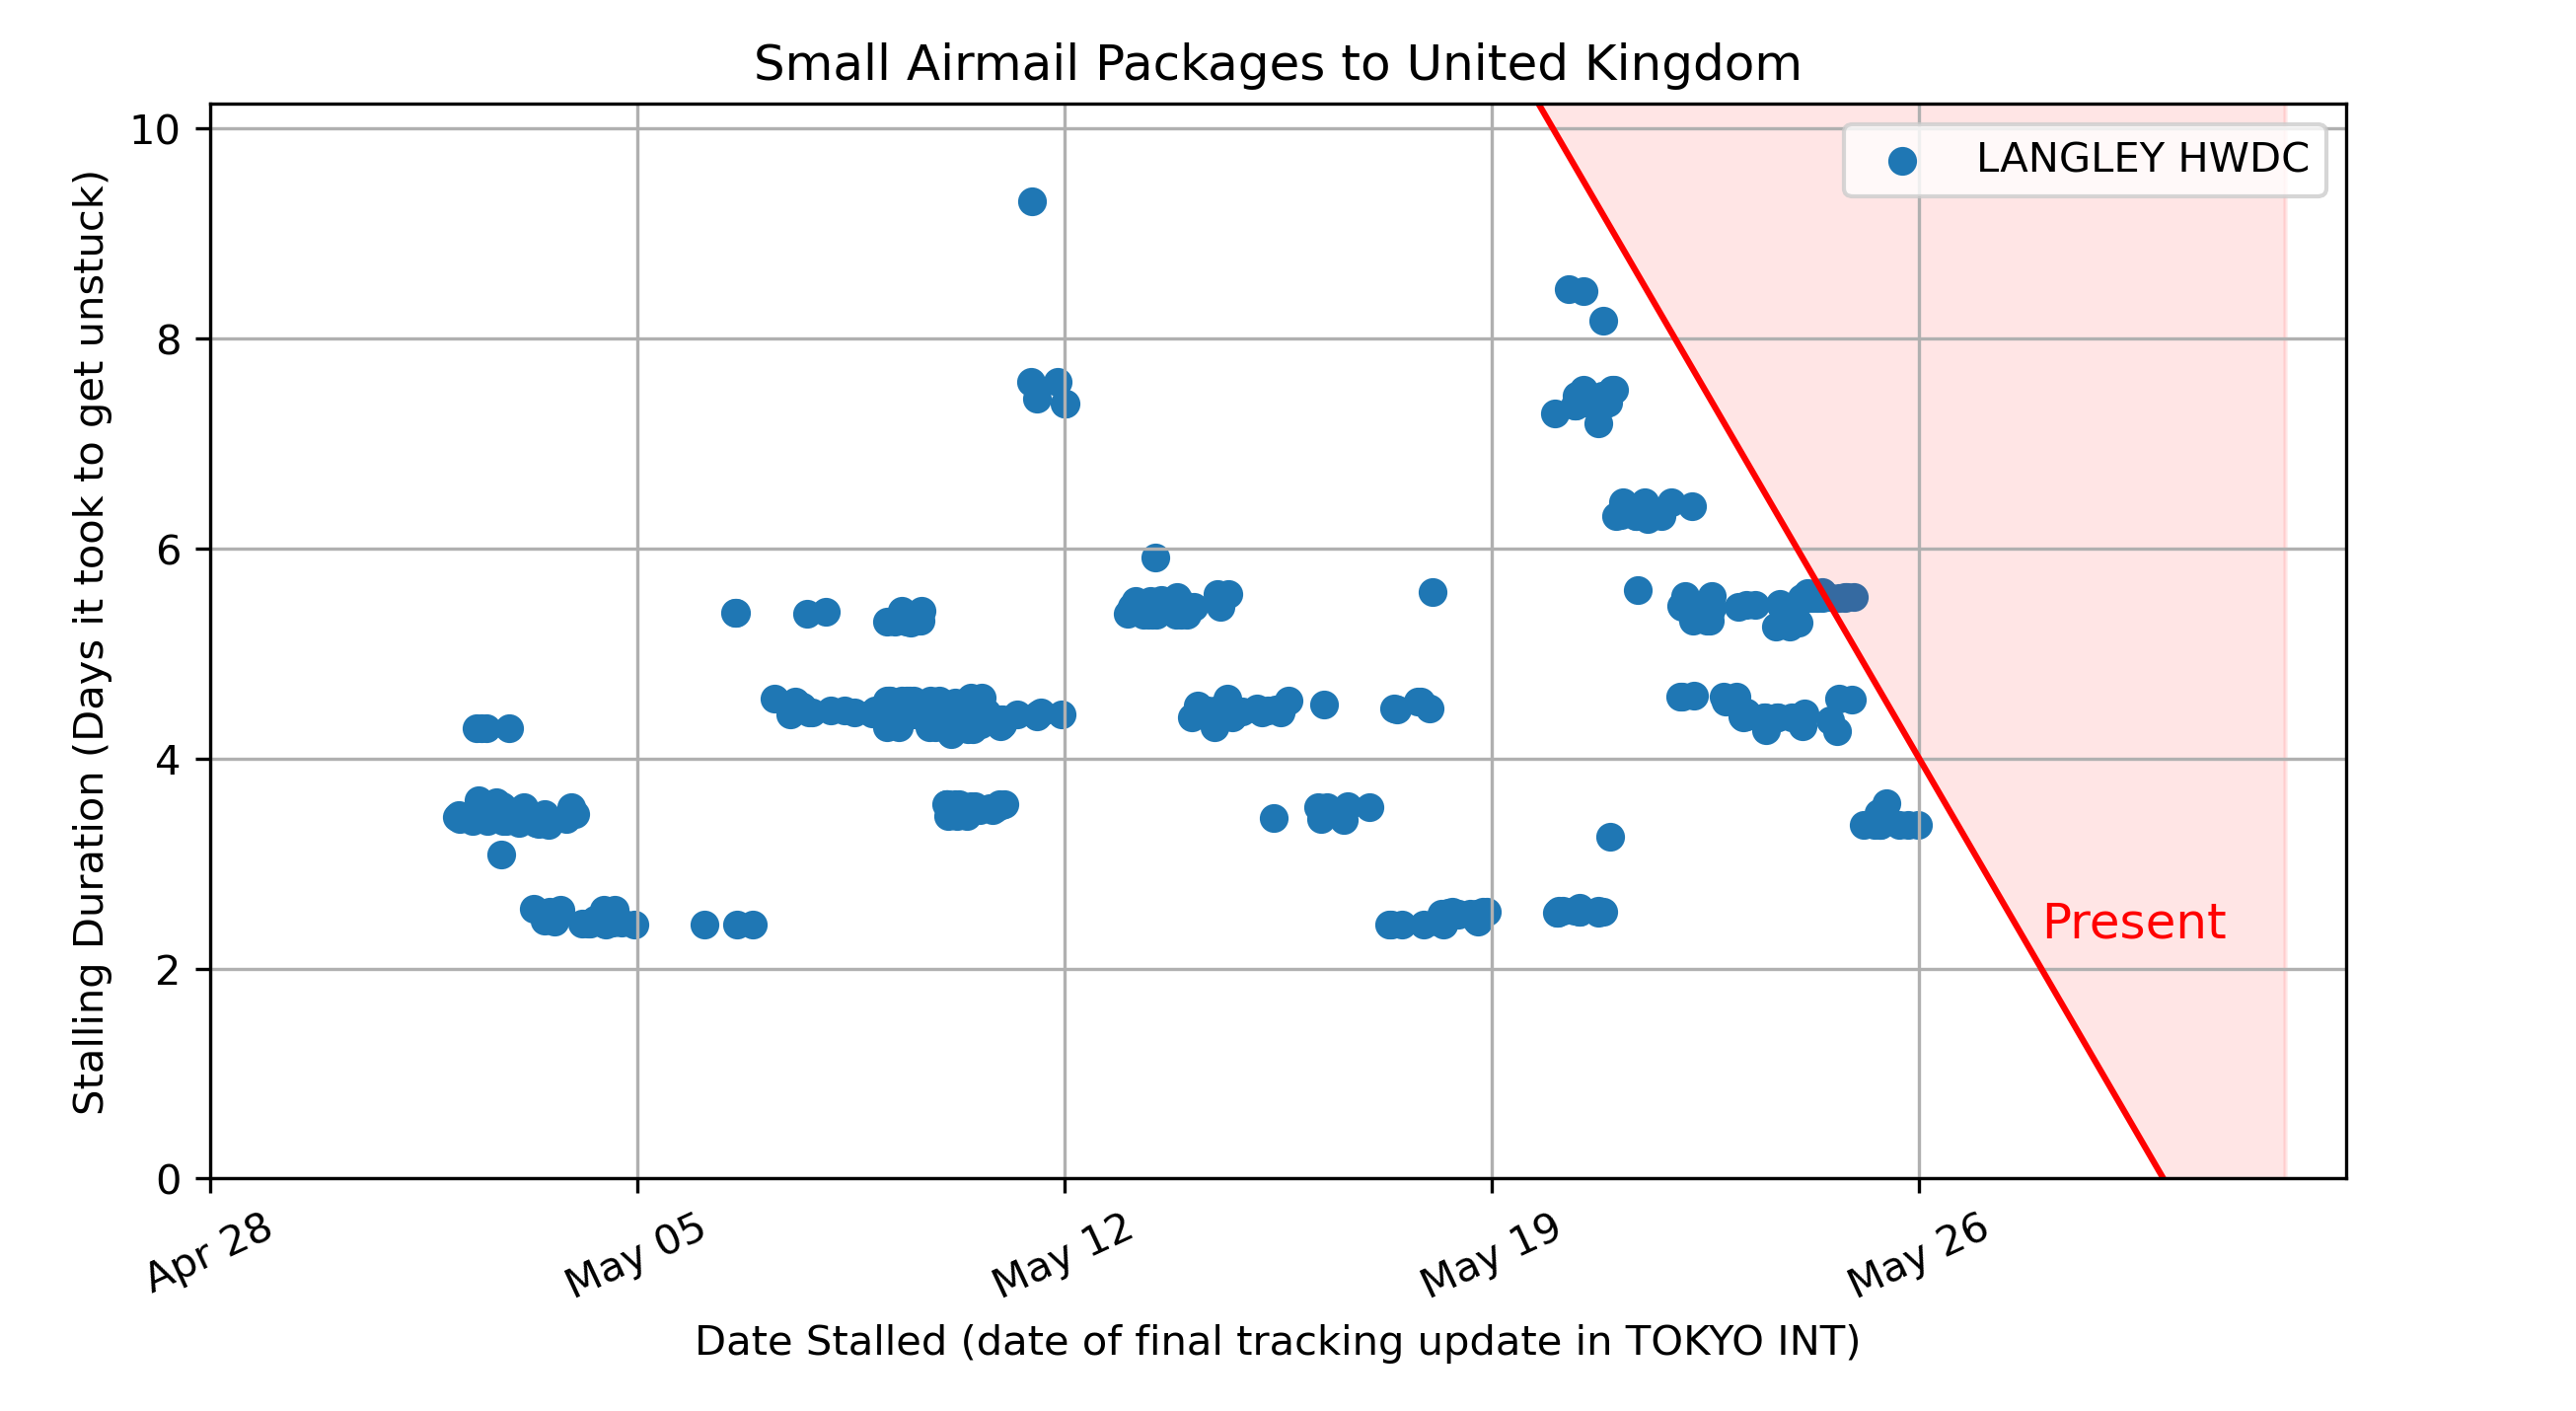 Small Airmail Packages to United Kingdom
LANGLEY HWDC
Stalling Duration (Days it took to get unstuck)
10
8
6
4
2
0
Present
Apr 28
May 05
May 12
May 19
May 26
Date Stalled (date of final tracking update in TOKYO INT)